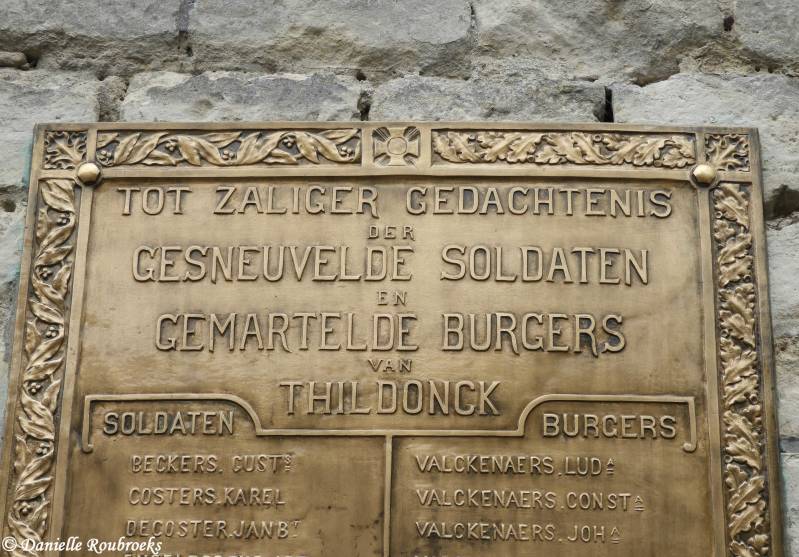 TOT ZALIGER GEDACHTENIS
DER
GESNEUVELDE SOLDATEN
EN
GEMARTELDE BURGERS
VAN
THILDONCK
SOLDATEN
BECKERS. GUSTS
COSTERS. KAREL
DECOSTER. JAN BT
BURGERS
VALCKENAERS. LUDA
VALCKENAERS. CONSTA
VALCKENAERS. JOHA
© Danielle Roubroeks